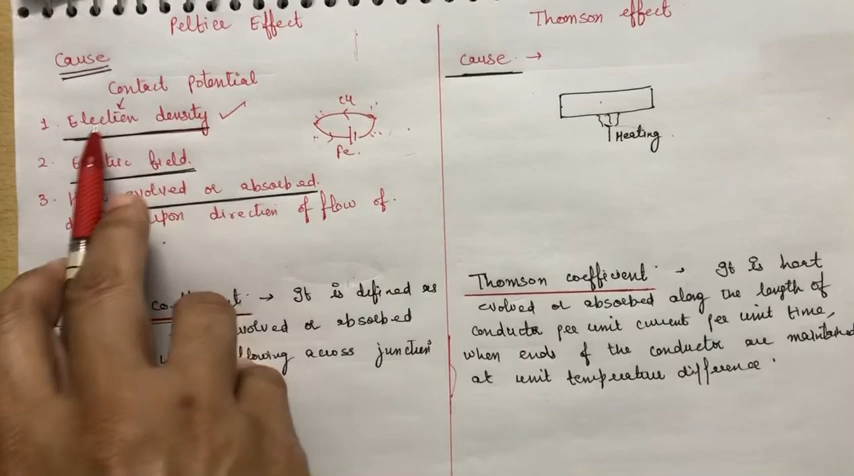 Peltier Effect
Cause
Contact Potential
1. Election density ✓
2. field.
3. evolved or absorbed.
upon direction of flow of.
Cu
Fe
→ It is defined as
evolved or absorbed
flowing across junction
Thomson effect
Cause →
Heating
Thomson coefficient → It is heat
evolved or absorbed along the length of
conductor per unit current per unit time,
when ends of the conductor are maintained
at unit temperature difference.